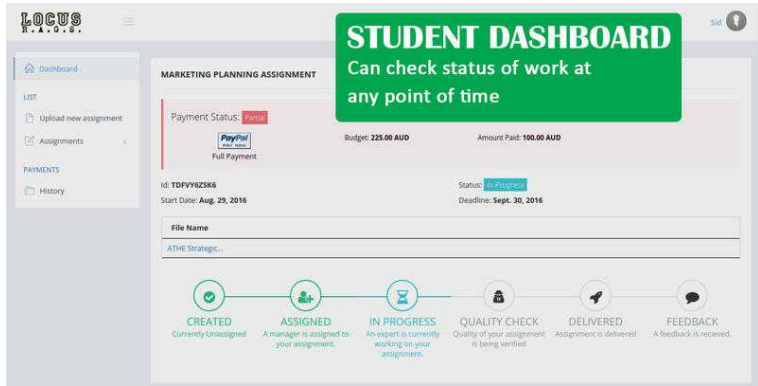 LOCUS
R.A.G.S.
Sid
STUDENT DASHBOARD
Can check status of work at
any point of time
Dashboard
LIST
Upload new assignment
Assignments
PAYMENTS
History
MARKETING PLANNING ASSIGNMENT
Payment Status: Partial
PayPal
PAY NOW
Full Payment
Budget: 225.00 AUD
Amount Paid: 100.00 AUD
Id: TDFVY6ZSK6
Status: In Progress
Start Date: Aug. 29, 2016
Deadline: Sept. 30, 2016
File Name
ATHE Strategic...
CREATED
Currently Unassigned
ASSIGNED
A manager is assigned to
your assignment.
IN PROGRESS
An expert is currently
working on your
assignment.
QUALITY CHECK
Quality of your assignment
is being verified
DELIVERED
Assignment is delivered
FEEDBACK
A feedback is recieved.